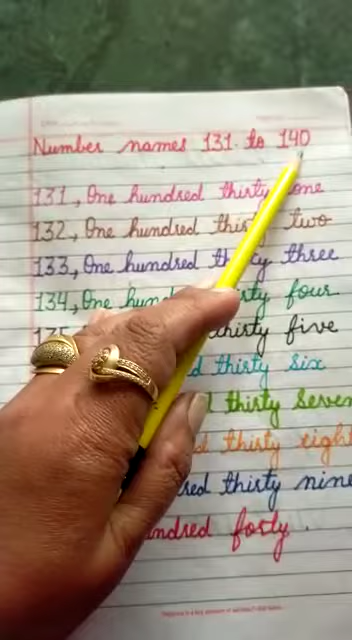 Number names 131. to 140
131, One hundred thirty one
132, One hundred thirty two
133, One hundred thirty three
134, One hundred thirty four
135 thirty five
thirty six
thirty seven
thirty eight
thirty nine
forty.